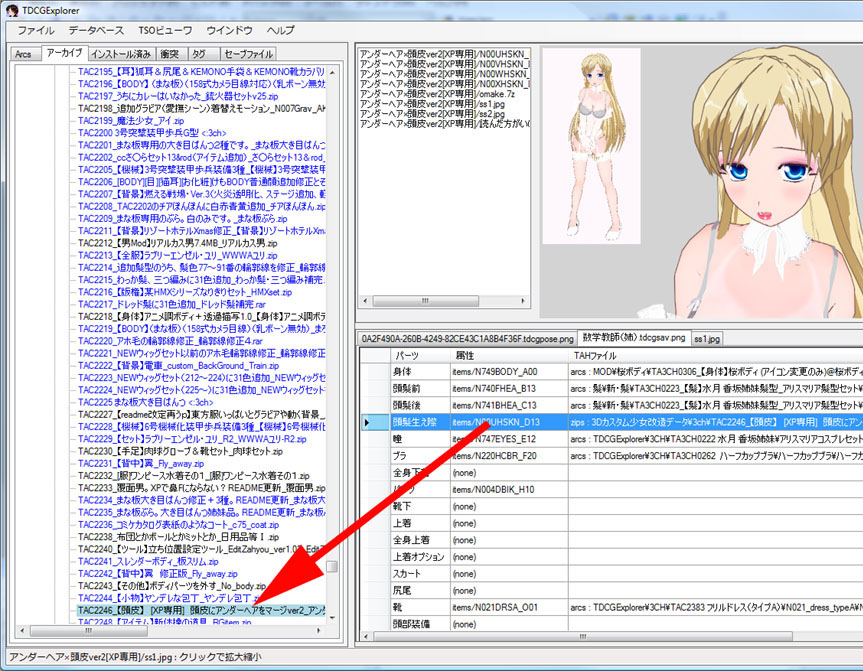 TDCGExplorer
ファイル データベース TSOビューワ ウインドウ ヘルプ
Arcs アーカイブ インストール済み 衝突 タグ セーブファイル
TAC2195_【耳】狐耳&尻尾&KEMONO手袋&KEMONO靴カラバリ
TAC2196_【BODY】〈まな板〉〈158式カメラ目線対応〉〈乳ボーン無効
TAC2197_うちにカレーはいなかった_銃火器セットv25.zip
TAC2198_追加グラビア(愛撫シーン)着替えモーション_N007Grav_AK
TAC2199_魔法少女_アイ.zip
TAC2200 3号突撃装甲歩兵G型 <:3ch>
TAC2201_まな板専用の大き目ぱんつ2種です。_まな板大き目ぱんつ
TAC2202_ccさ○らセット13&rod〈アイテム追加〉_さ○らセット13&rod_
TAC2205_【機械】3号突撃装甲歩兵装備3種_【機械】3号突撃装
TAC2206_[BODY][目]猫耳[お化粧]けもBODY普通顔追加修正とそ
TAC2207_【背景】燃える戦場・Ver.3〈火災透明化、ステージ追加、軽
TAC2208_TAC2202のチアぽんぽんに白赤青黄追加_チアぽんぽん.zip
TAC2209_まな板専用のぶら。白のみです。_まな板ぶら.zip
TAC2211_【背景】リゾートホテルXmas修正_【背景】リゾートホテルXm
TAC2212_【男Mod】リアルカス男7.4MB_リアルカス男.zip
TAC2213_【全服】ラブリーエンゼル・ユリ_WWWAユリ.zip
TAC2214_追加髪型のうち、髪色77~91番の輪郭線を修正_輪郭線
TAC2215_わっか髪、三つ編みに31色追加_わっか髪・三つ編み補完
TAC2216_【版権】某HMXシリーズなりきりセット_HMXset.zip
TAC2217_ドレッド髪に31色追加_ドレッド髪補完.rar
TAC2218_【身体】アニメ調ボディ+透過描写1.0_【身体】アニメ調ボデ
TAC2219_【BODY】〈まな板〉〈158式カメラ目線〉〈乳ボーン無効〉_まな
TAC2220_アホ毛の輪郭線修正_輪郭線修正4.rar
TAC2221_NEWウィッグセット以前のアホ毛輪郭線修正_輪郭線修正
TAC2222_【背景】電車_custom_BackGround_Train.zip
TAC2223_NEWウィッグセット(212~224)に31色追加_NEWウィッグセ
TAC2224_NEWウィッグセット(225~)に31色追加_NEWウィッグセット
TAC2225 まな板大き目ぱんつ <:3ch>
TAC2227_【readme改定再うp】東方服いっぱいとグラビアや動く背景_
TAC2228_【機械】6号機械化装甲歩兵装備3種_【機械】6号機械化
TAC2229_【セット】ラブリーエンゼル・ユリ_R2_WWWAユリ-R2.zip
TAC2230_【手足】肉球グローブ&靴セット_肉球セット.zip
TAC2231_【背中】翼_Fly_away.zip
TAC2232_[服]ワンピース水着その1_[服]ワンピース水着その1.zip
TAC2233_覆面男。XPで鼻Fにならない?README更新_覆面男.zip
TAC2234_まな板大き目ぱんつ修正+3種。README更新_まな板大
TAC2235_まな板ぶら。大き目ぱんつ姉妹品。README更新_まな板
TAC2236_コミケカタログ表紙のようなコート_c75_coat.zip
TAC2238_布団とかボールとかミットとか_日用品等I.zip
TAC2240_【ツール】立ち位置設定ツール_EditZahyou_ver1.07_EditZ
TAC2241_スレンダーボディ_板スリム.zip
TAC2242_【背中】翼 修正版_Fly_away.zip
TAC2243_【その他】ボディパーツを外す_No_body.zip
TAC2244_【小物】ヤンデレな包丁_ヤンデレ包丁.zip
TAC2246_【頭皮】 [XP専用] 頭皮にアンダーヘアをマージver2_アンダ
TAC2248_【アイテム】新体操の道具_RGitem.zip
アンダーヘア×頭皮ver2[XP専用]/N00UHSKN_
アンダーヘア×頭皮ver2[XP専用]/N00VHSKN_
アンダーヘア×頭皮ver2[XP専用]/N00WHSKN_
アンダーヘア×頭皮ver2[XP専用]/N00XHSKN_
アンダーヘア×頭皮ver2[XP専用]/omake.7z
アンダーヘア×頭皮ver2[XP専用]/ss1.jpg
アンダーヘア×頭皮ver2[XP専用]/ss2.jpg
アンダーヘア×頭皮ver2[XP専用]/読んだ方がい
0A2F490A-260B-4249-82CE43C1A8B4F36F.tdcgpose.png 数学教師(姉).tdcgsav.png ss1.jpg
パーツ 属性 TAHファイル
身体 items/N749BODY_A00 arcs : MOD¥桜ボディ¥TACH0306_【身体】桜ボディ(アイコン変更のみ)@桜ボディ
頭髪前 items/N740FHEA_B13 arcs : 髪¥新・髪¥TA3CH0223_【髪】水月 香坂姉妹髪型_アリスマリア髪型セット¥
頭髪後 items/N741BHEA_C13 arcs : 髪¥新・髪¥TA3CH0223_【髪】水月 香坂姉妹髪型_アリスマリア髪型セット¥
頭髪生え際 items/N00UHSKN_D13 zips : 3Dカスタム少女改造データ¥3ch¥TAC2246_【頭皮】 [XP専用] 頭皮にアン
瞳 items/N747EYES_E12 arcs : TDCGExplorer¥3CH¥TA3CH0222 水月 香坂姉妹¥アリスマリアコスプレセット
ブラ items/N220HCBR_F20 arcs : TDCGExplorer¥3CH¥TA3CH0262 ハーフカップブラ¥ハーフカップブラ¥ハーフカ
全身下着 (none)
パンツ items/N004DBIK_H10
靴下 (none)
上着 (none)
全身上着 (none)
上着オプション (none)
スカート (none)
尻尾 (none)
靴 items/N021DRSA_O01 arcs : TDCGExplorer¥3CH¥TAC2383 フリルドレス(タイプA)¥N021_dress_typeA¥N
頭部装備 (none)
アンダーヘア×頭皮ver2[XP専用]/ss1.jpg : クリックで拡大縮小